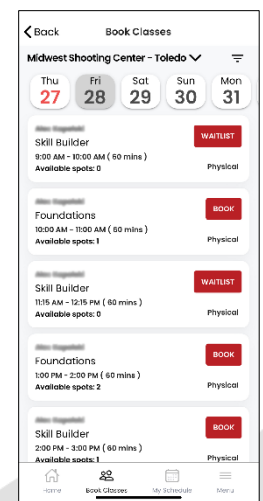 Back
Book Classes
Midwest Shooting Center - Toledo
Thu Fri Sat Sun Mon
27 28 29 30 31
Skill Builder
WAITLIST
9:00 AM - 10:00 AM ( 60 mins )
Available spots: 0
Physical
Foundations
BOOK
10:00 AM - 11:00 AM ( 60 mins )
Available spots: 1
Physical
Skill Builder
WAITLIST
11:15 AM - 12:15 PM ( 60 mins )
Available spots: 0
Physical
Foundations
BOOK
1:00 PM - 2:00 PM ( 60 mins )
Available spots: 2
Physical
Skill Builder
BOOK
2:00 PM - 3:00 PM ( 60 mins )
Available spots: 1
Physical
Home Book Classes My Schedule Menu